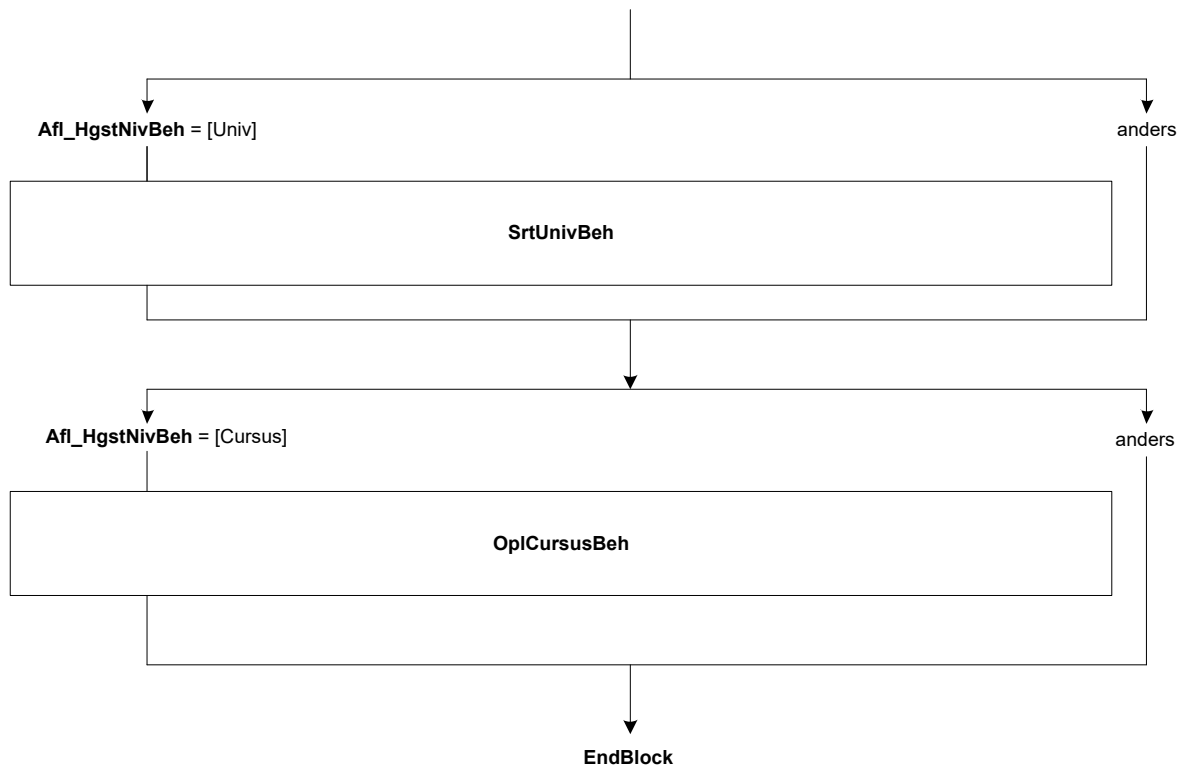 Afl_HgstNivBeh = [Univ]
anders
SrtUnivBeh
Afl_HgstNivBeh = [Cursus]
anders
OplCursusBeh
EndBlock